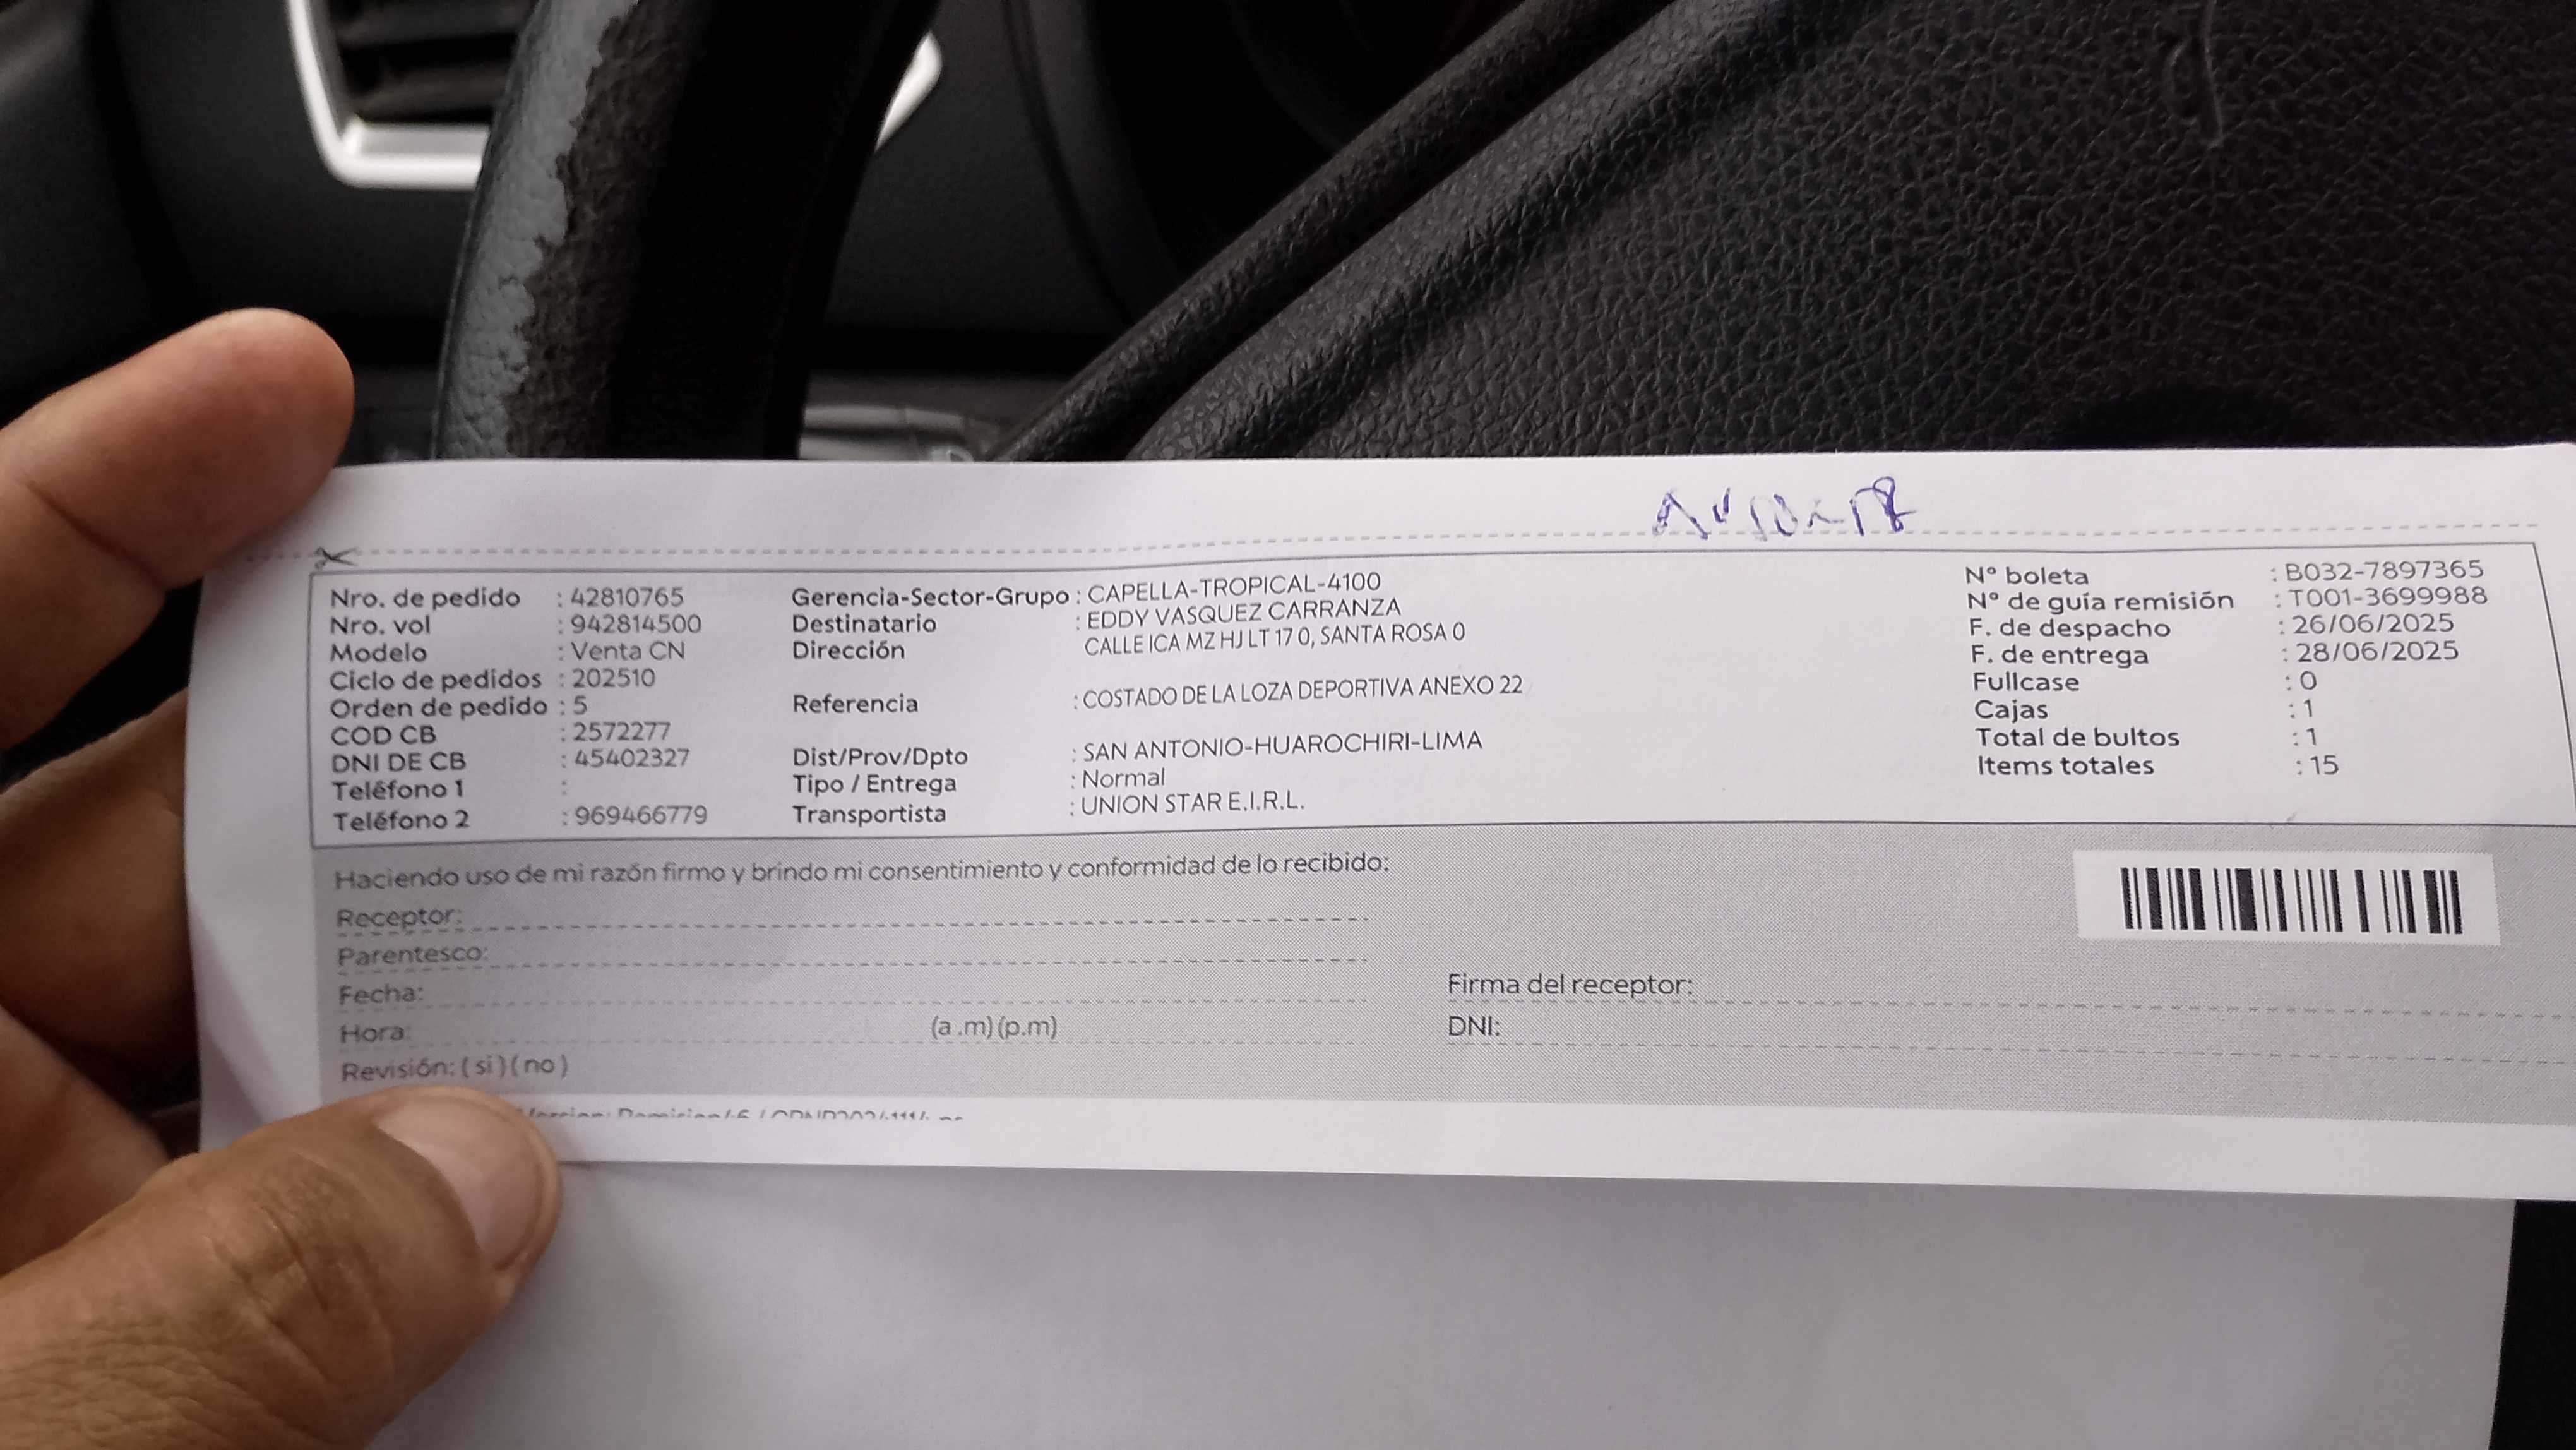 Nro. de pedido : 42810765
Nro. vol : 942814500
Modelo : Venta CN
Ciclo de pedidos : 202510
Orden de pedido : 5
COD CB : 2572277
DNI DE CB : 45402327
Teléfono 1 :
Teléfono 2 : 969466779
Gerencia-Sector-Grupo : CAPELLA-TROPICAL-4100
Destinatario : EDDY VASQUEZ CARRANZA
Dirección CALLE ICA MZ HJ LT 17 0, SANTA ROSA 0
Referencia : COSTADO DE LA LOZA DEPORTIVA ANEXO 22
Dist/Prov/Dpto : SAN ANTONIO-HUAROCHIRI-LIMA
Tipo / Entrega : Normal
Transportista : UNION STAR E.I.R.L.
N° boleta : B032-7897365
N° de guía remisión : T001-3699988
F. de despacho : 26/06/2025
F. de entrega : 28/06/2025
Fullcase : 0
Cajas : 1
Total de bultos : 1
Items totales : 15
Haciendo uso de mi razón firmo y brindo mi consentimiento y conformidad de lo recibido:
Receptor:
Parentesco:
Fecha:
Hora: (a .m) (p.m)
Revisión: ( si ) ( no )
Firma del receptor:
DNI: